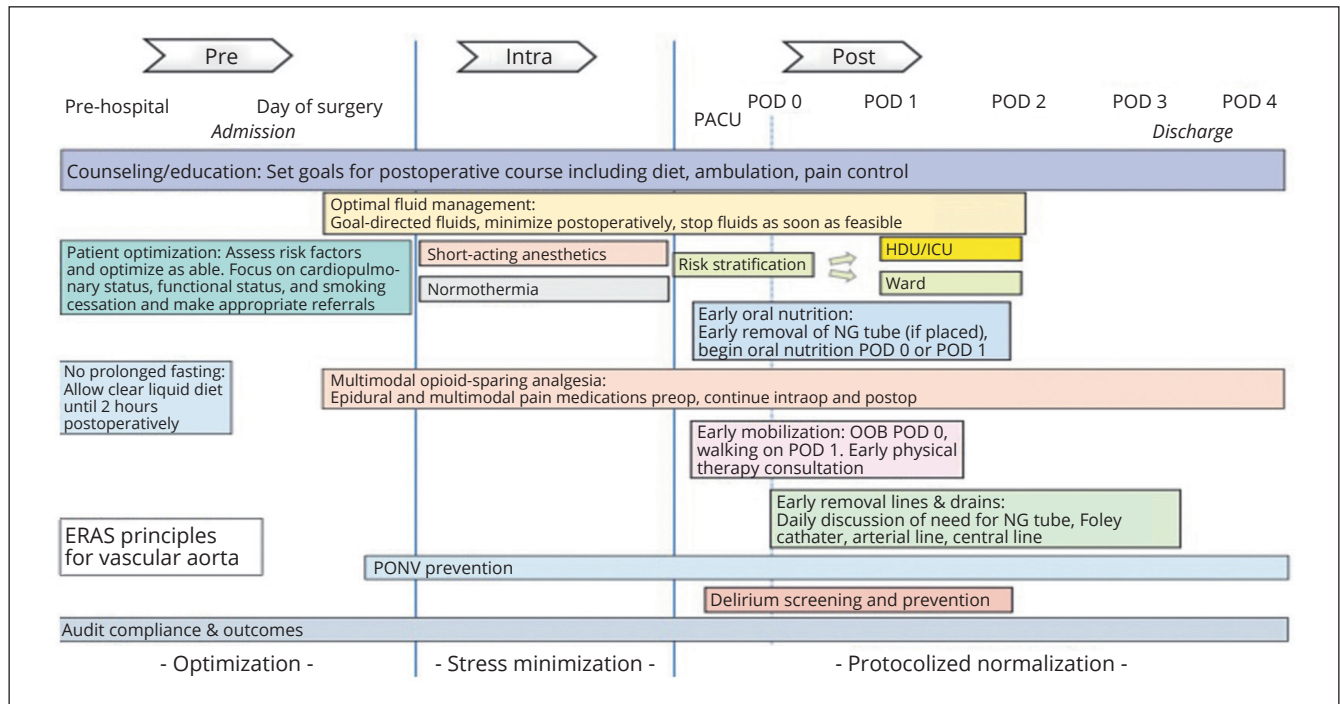 Pre
Intra
Post
Pre-hospital
Day of surgery
Admission
PACU
POD 0
POD 1
POD 2
POD 3
POD 4
Discharge
Counseling/education: Set goals for postoperative course including diet, ambulation, pain control
Optimal fluid management:
Goal-directed fluids, minimize postoperatively, stop fluids as soon as feasible
Patient optimization: Assess risk factors
and optimize as able. Focus on cardiopulmo-
nary status, functional status, and smoking
cessation and make appropriate referrals
Short-acting anesthetics
Normothermia
Risk stratification
HDU/ICU
Ward
Early oral nutrition:
Early removal of NG tube (if placed),
begin oral nutrition POD 0 or POD 1
No prolonged fasting:
Allow clear liquid diet
until 2 hours
postoperatively
Multimodal opioid-sparing analgesia:
Epidural and multimodal pain medications preop, continue intraop and postop
Early mobilization: OOB POD 0,
walking on POD 1. Early physical
therapy consultation
Early removal lines & drains:
Daily discussion of need for NG tube, Foley
cathater, arterial line, central line
ERAS principles
for vascular aorta
PONV prevention
Delirium screening and prevention
Audit compliance & outcomes
- Optimization -
- Stress minimization -
- Protocolized normalization -